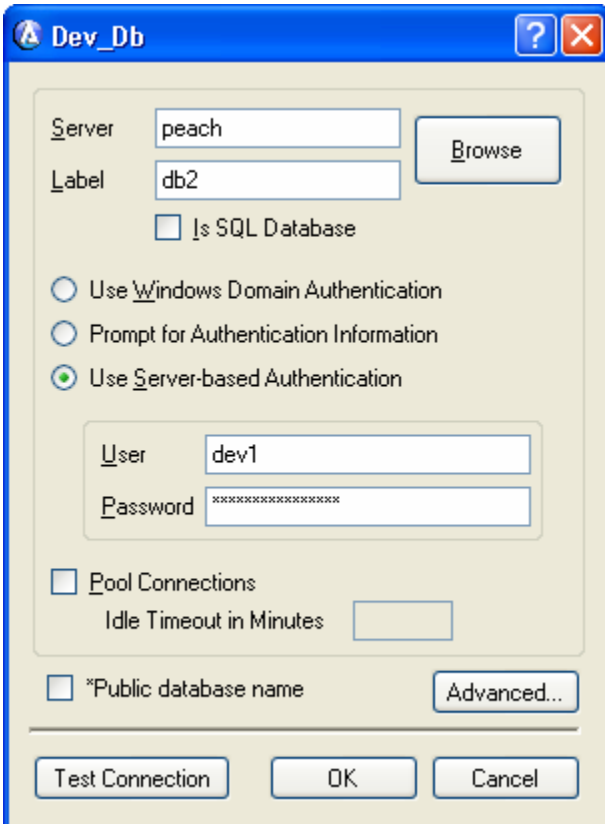 Dev_Db
Server peach
Browse
Label db2
Is SQL Database
Use Windows Domain Authentication
Prompt for Authentication Information
Use Server-based Authentication
User dev1
Password ****************
Pool Connections
Idle Timeout in Minutes
*Public database name
Advanced...
Test Connection OK Cancel